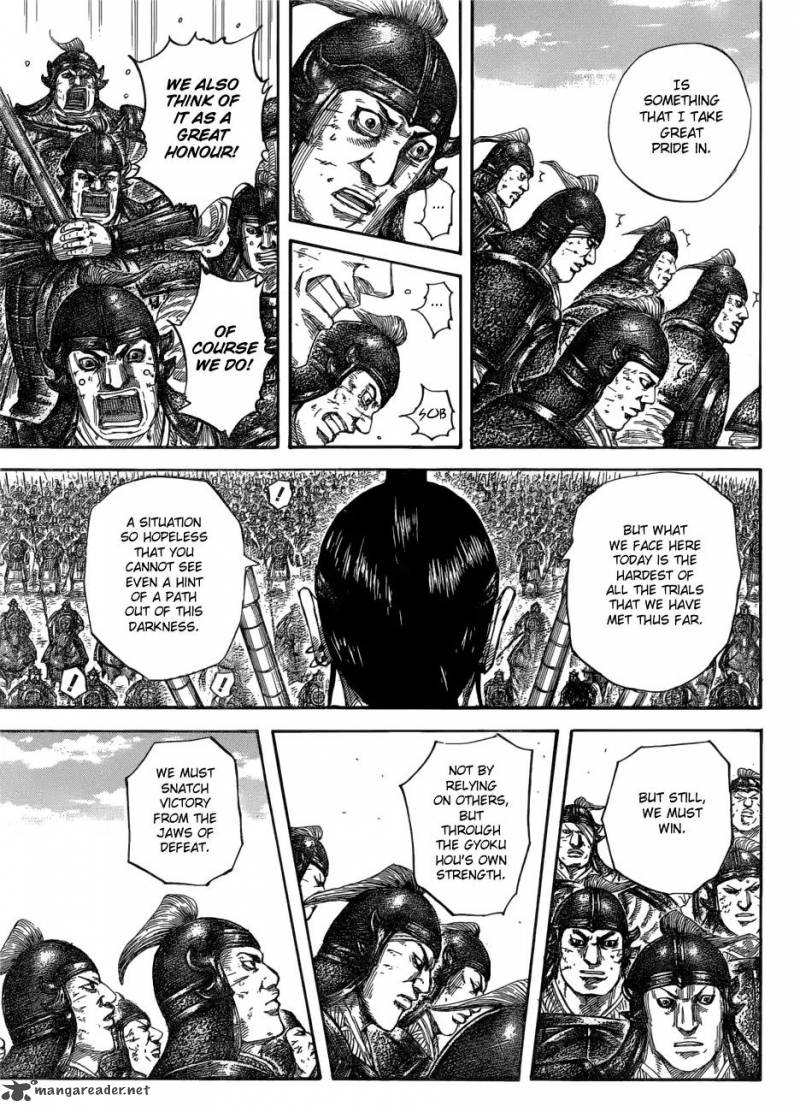 IS
SOMETHING
THAT I TAKE
GREAT
PRIDE IN.
...
...
SOB
WE ALSO
THINK OF
IT AS A
GREAT
HONOUR!
OF
COURSE
WE DO!
BUT WHAT
WE FACE HERE
TODAY IS THE
HARDEST OF
ALL THE TRIALS
THAT WE HAVE
MET THUS FAR.
!
A SITUATION
SO HOPELESS
THAT YOU
CANNOT SEE
EVEN A HINT
OF A PATH
OUT OF THIS
DARKNESS.
!
!
BUT STILL,
WE MUST
WIN.
NOT BY
RELYING
ON OTHERS,
BUT
THROUGH
THE GYOKU
HOU'S OWN
STRENGTH.
WE MUST
SNATCH
VICTORY
FROM THE
JAWS OF
DEFEAT.
mangareader.net